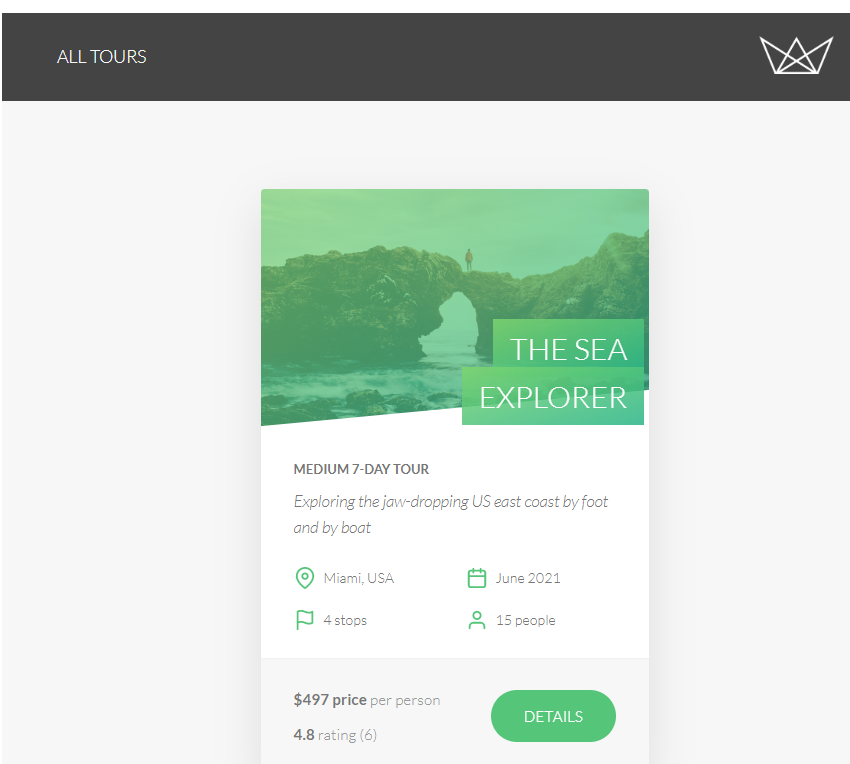 ALL TOURS
THE SEA
EXPLORER
MEDIUM 7-DAY TOUR
Exploring the jaw-dropping US east coast by foot
and by boat
Miami, USA
June 2021
4 stops
15 people
$497 price per person
DETAILS
4.8 rating (6)